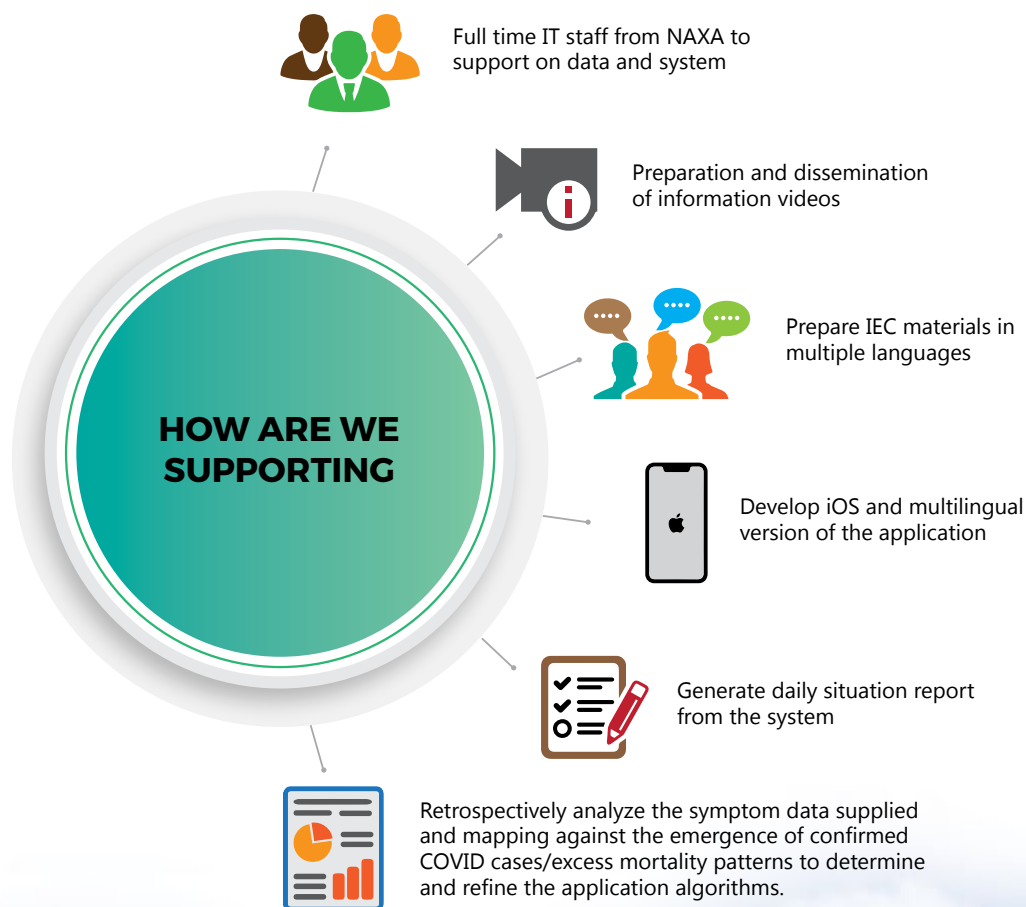 Full time IT staff from NAXA to
support on data and system
i
Preparation and dissemination
of information videos
Prepare IEC materials in
multiple languages
HOW ARE WE
SUPPORTING
Develop iOS and multilingual
version of the application
Generate daily situation report
from the system
Retrospectively analyze the symptom data supplied
and mapping against the emergence of confirmed
COVID cases/excess mortality patterns to determine
and refine the application algorithms.